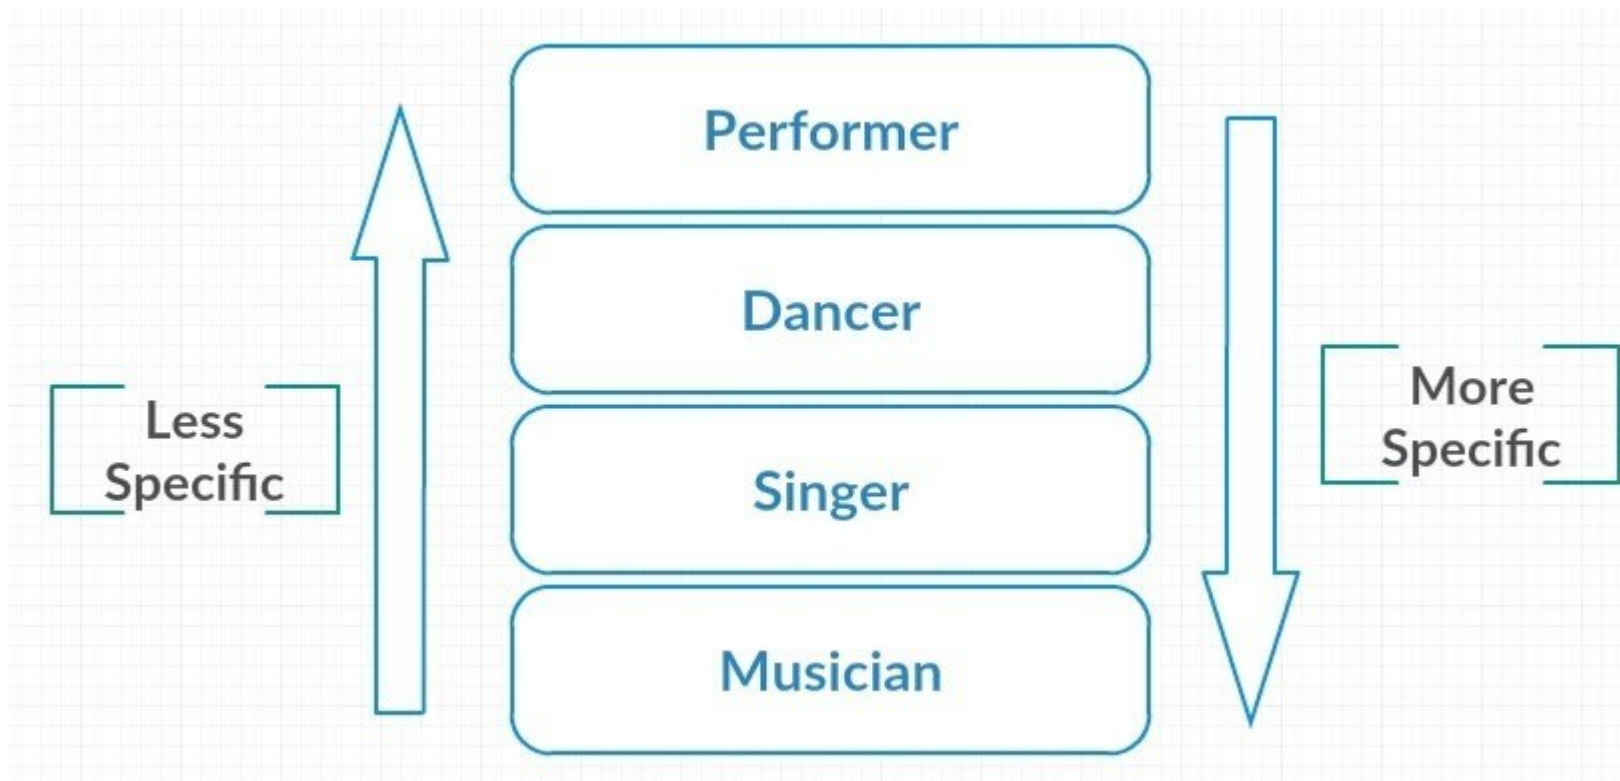 Performer
Dancer
Less
Specific
More
Specific
Singer
Musician